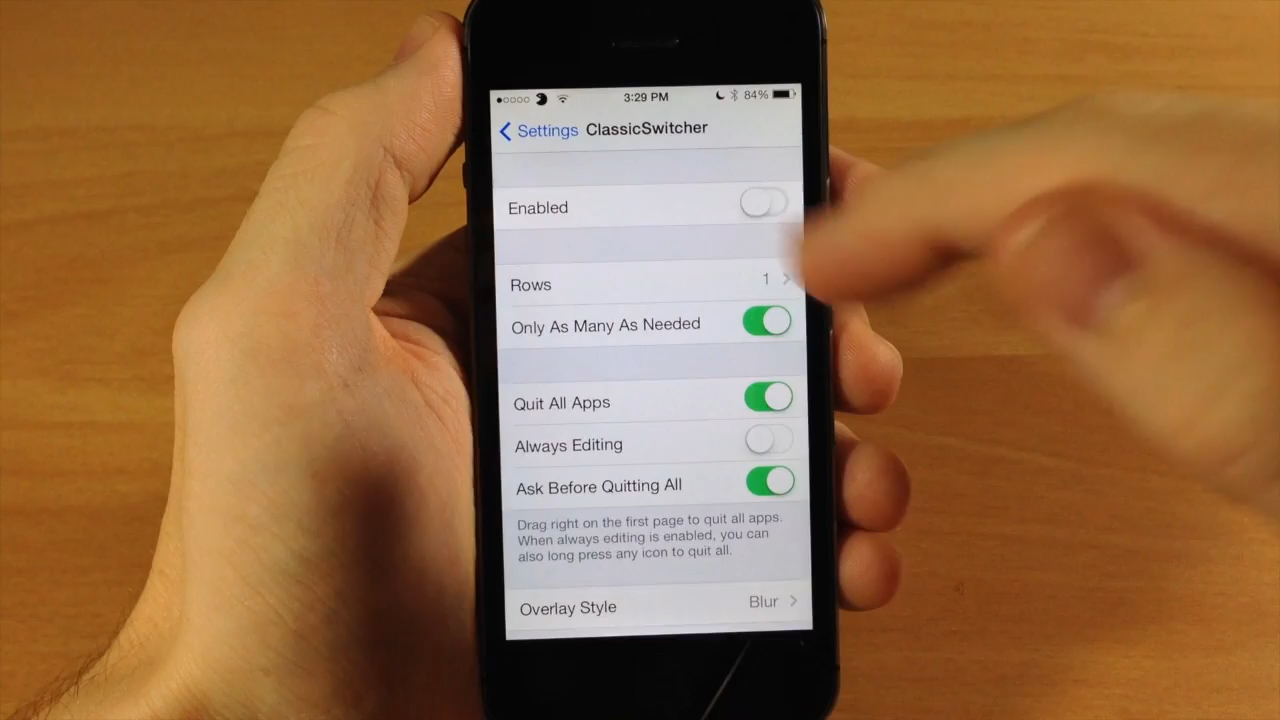 3:29 PM 84%
Settings ClassicSwitcher
Enabled
Rows 1
Only As Many As Needed
Quit All Apps
Always Editing
Ask Before Quitting All
Drag right on the first page to quit all apps.
When always editing is enabled, you can
also long press any icon to quit all.
Overlay Style Blur